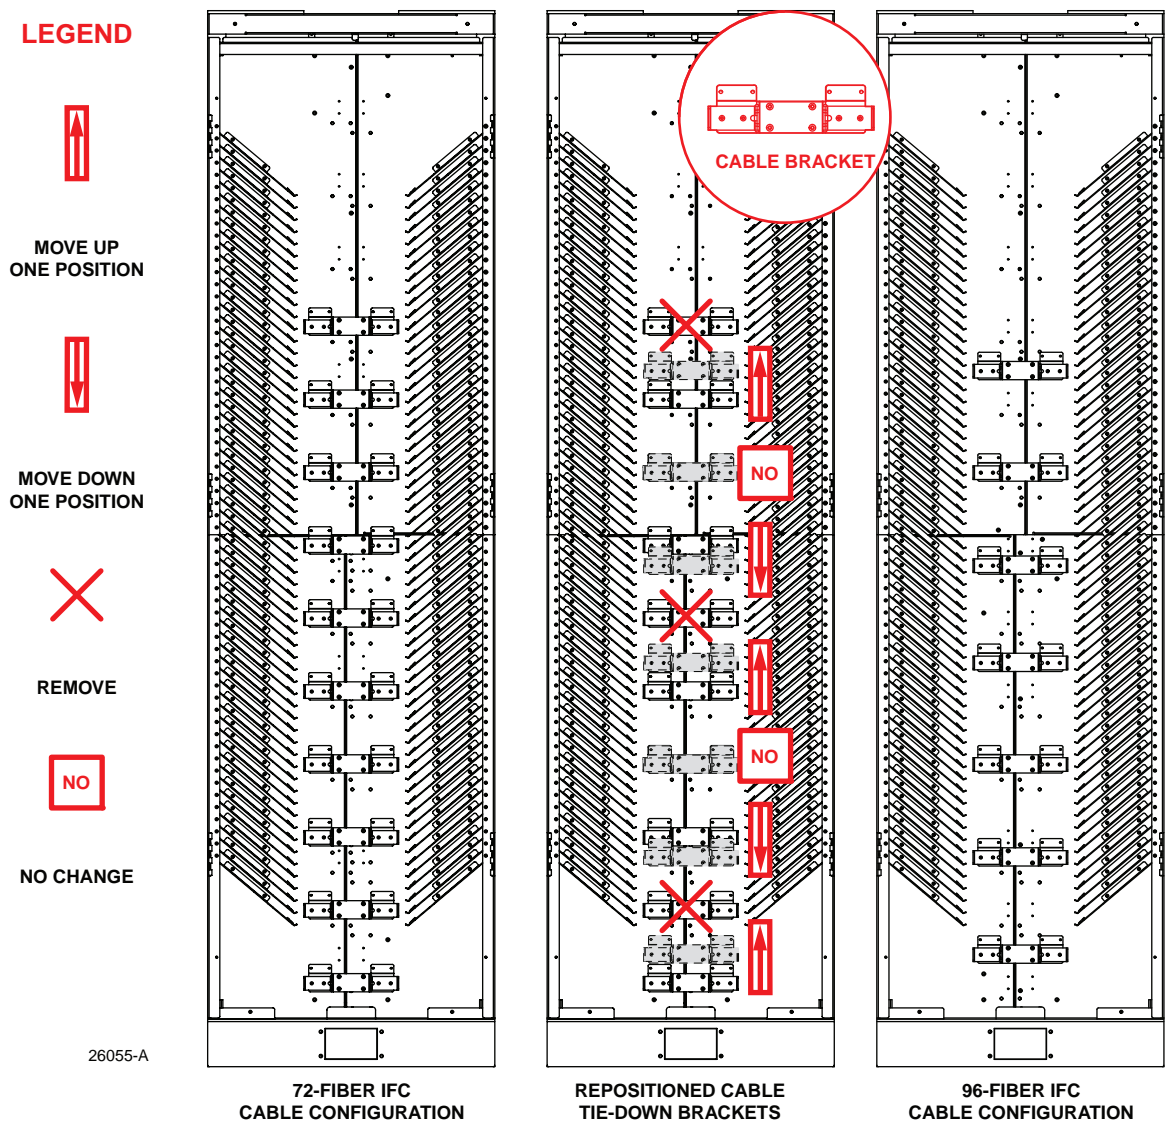 LEGEND
MOVE UP
ONE POSITION
MOVE DOWN
ONE POSITION
REMOVE
NO
NO CHANGE
26055-A
CABLE BRACKET
NO
NO
72-FIBER IFC
CABLE CONFIGURATION
REPOSITIONED CABLE
TIE-DOWN BRACKETS
96-FIBER IFC
CABLE CONFIGURATION